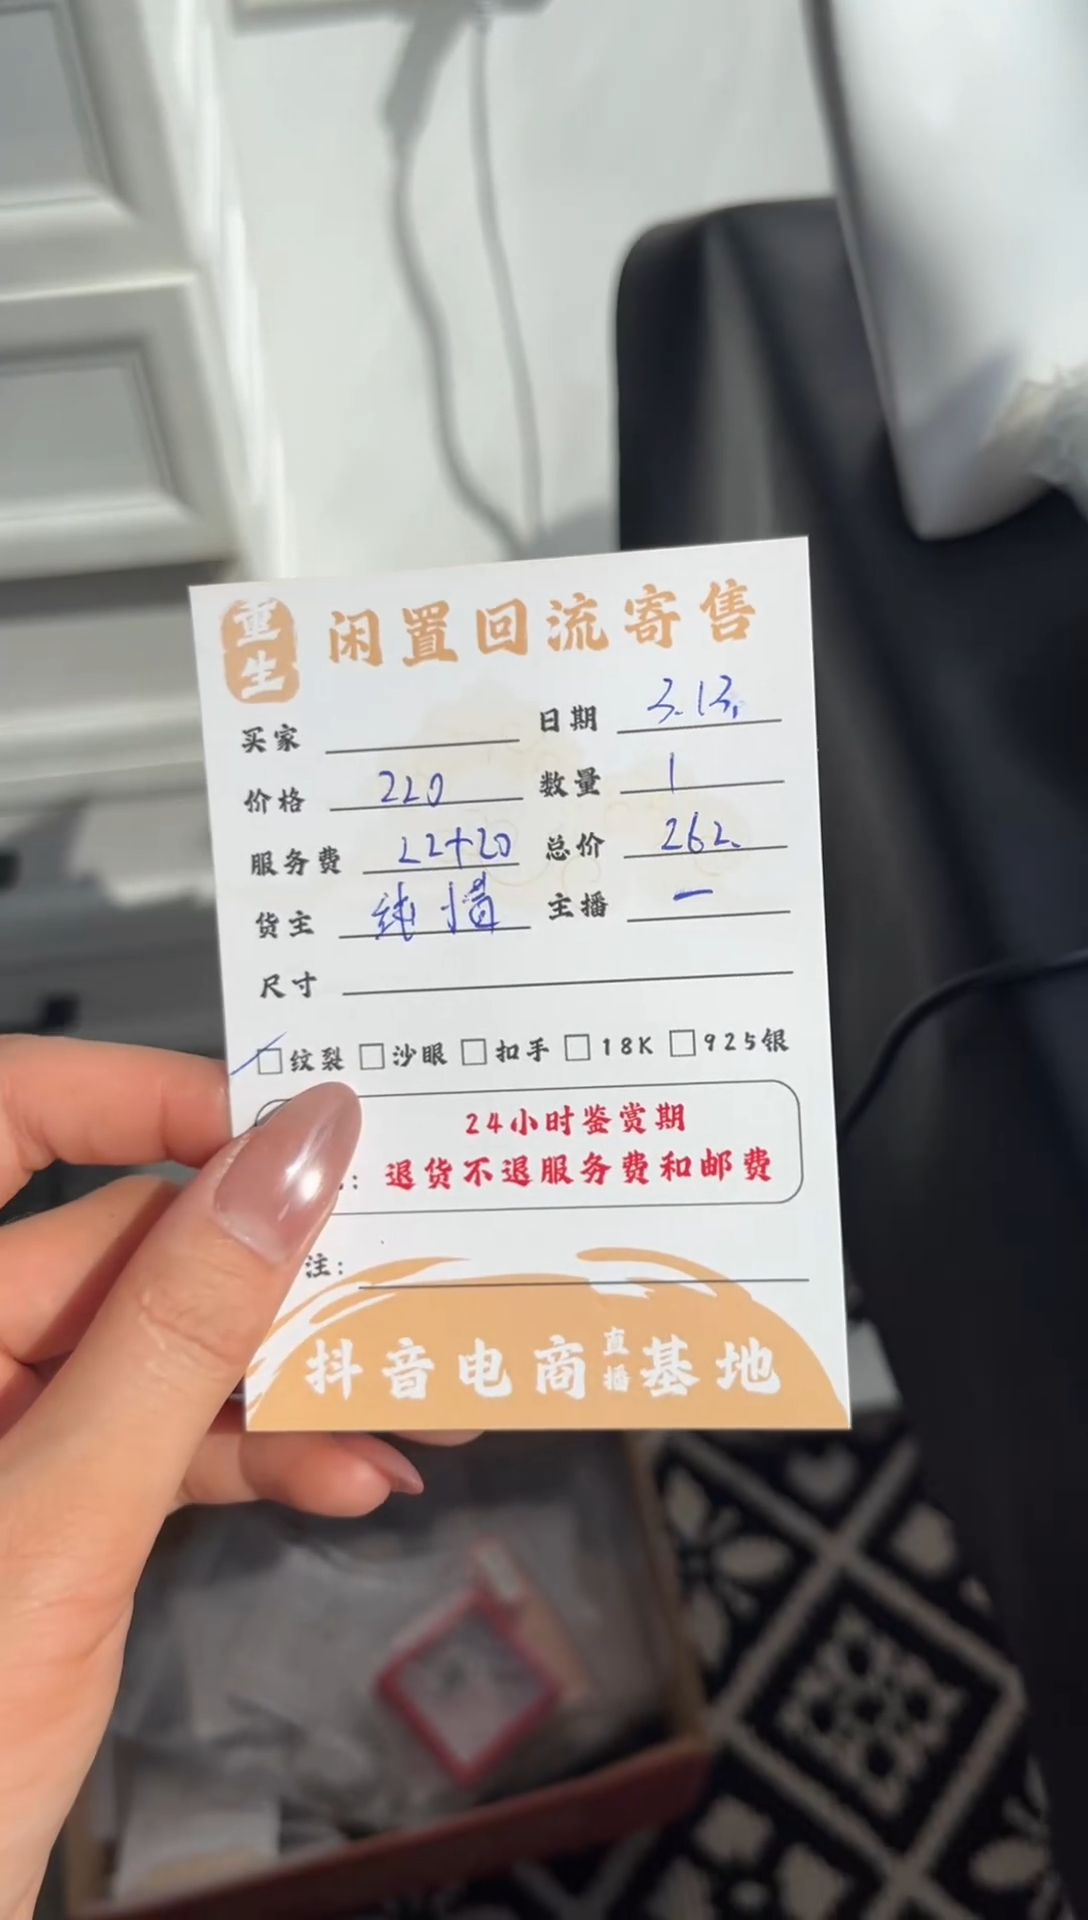 重生 闲置回流寄售
买家 日期 3.13.
价格 220 数量 1
服务费 22+20 总价 262.
货主 主播 一
尺寸
纹裂 沙眼 扣手 18K 925银
24小时鉴赏期
: 退货不退服务费和邮费
注:
抖音电商直播基地